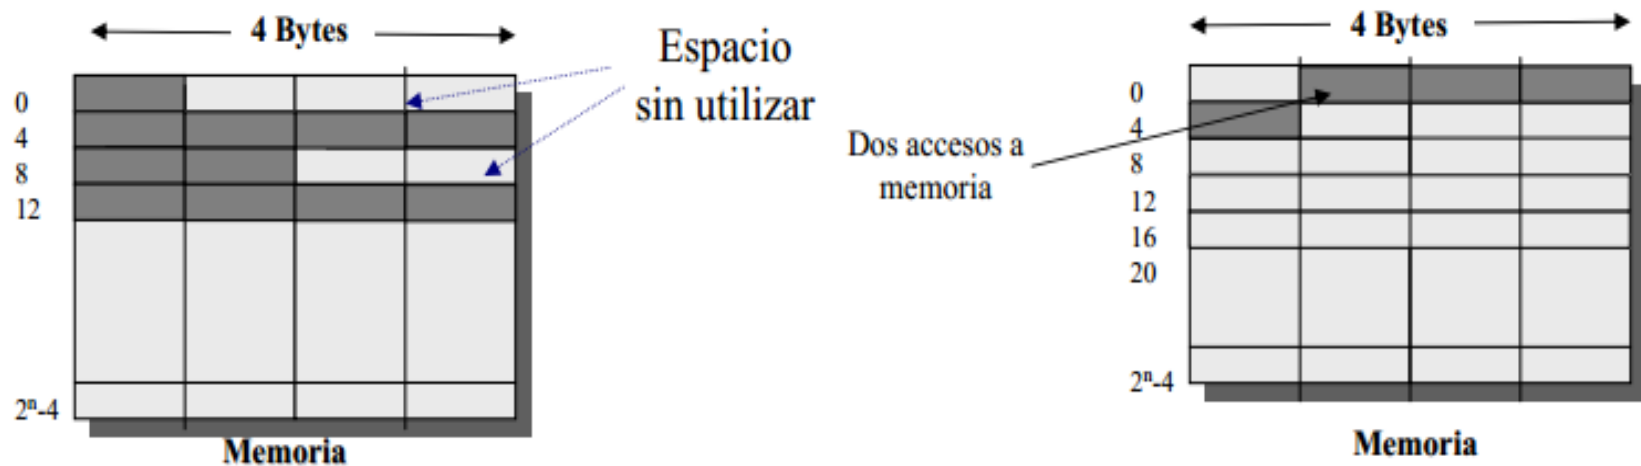 4 Bytes
Espacio
sin utilizar
0
4
8
12
2ⁿ-4
Memoria
4 Bytes
Dos accesos a
memoria
0
4
8
12
16
20
2ⁿ-4
Memoria